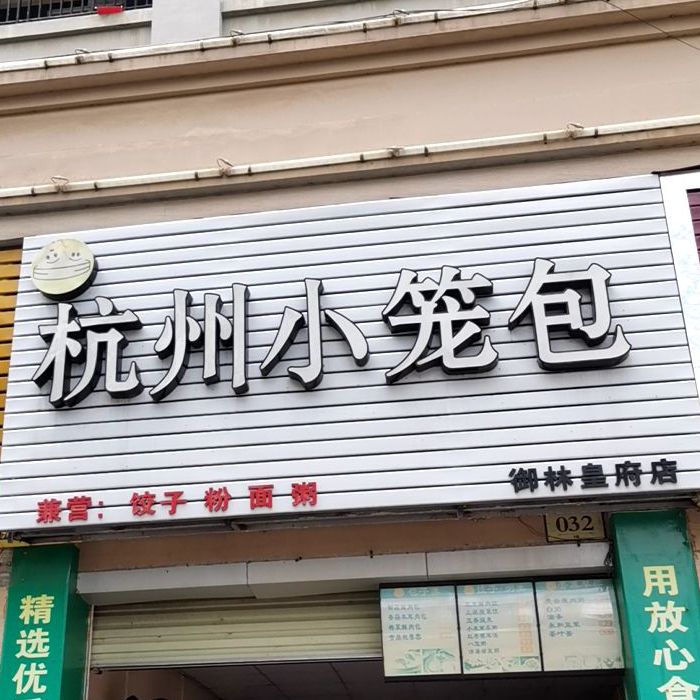 杭州小笼包
兼营：饺子 粉 面 粥
御林皇府店
032
精选优
用放心食